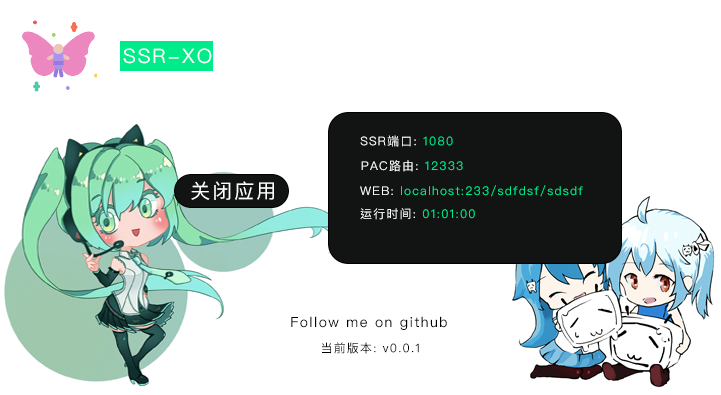 SSR-XO
SSR端口: 1080
PAC路由: 12333
关闭应用
WEB: localhost:233/sdfdsf/sdsdf
运行时间: 01:01:00
Follow me on github
当前版本: v0.0.1